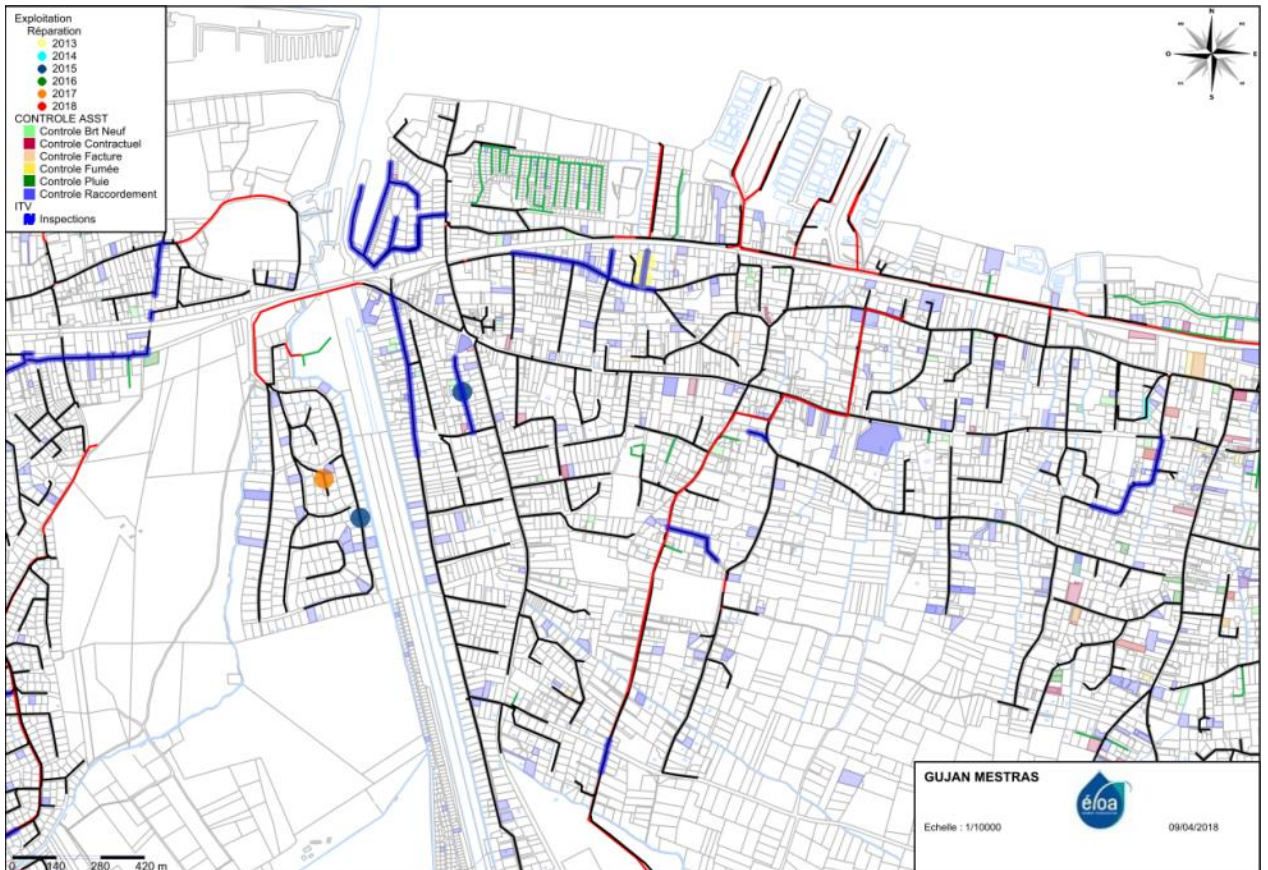 Exploitation
Réparation
2013
2014
2015
2016
2017
2018
CONTROLE ASST
Controle Brt Neuf
Controle Contractuel
Controle Facture
Controle Fumée
Controle Pluie
Controle Raccordement
ITV
Inspections
N
O
E
S
GUJAN MESTRAS
éloa
Echelle : 1/10000
09/04/2018
0 140 280 420 m